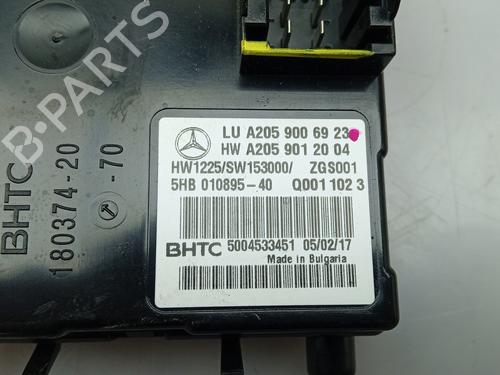 LU A205 900 69 23
HW A205 901 20 04
HW1225/SW153000/ ZGS001
5HB 010895-40 Q001 102 3
BHTC 5004533451 05/02/17
Made in Bulgaria
BHTC
180374-20
-70
B-PARTS